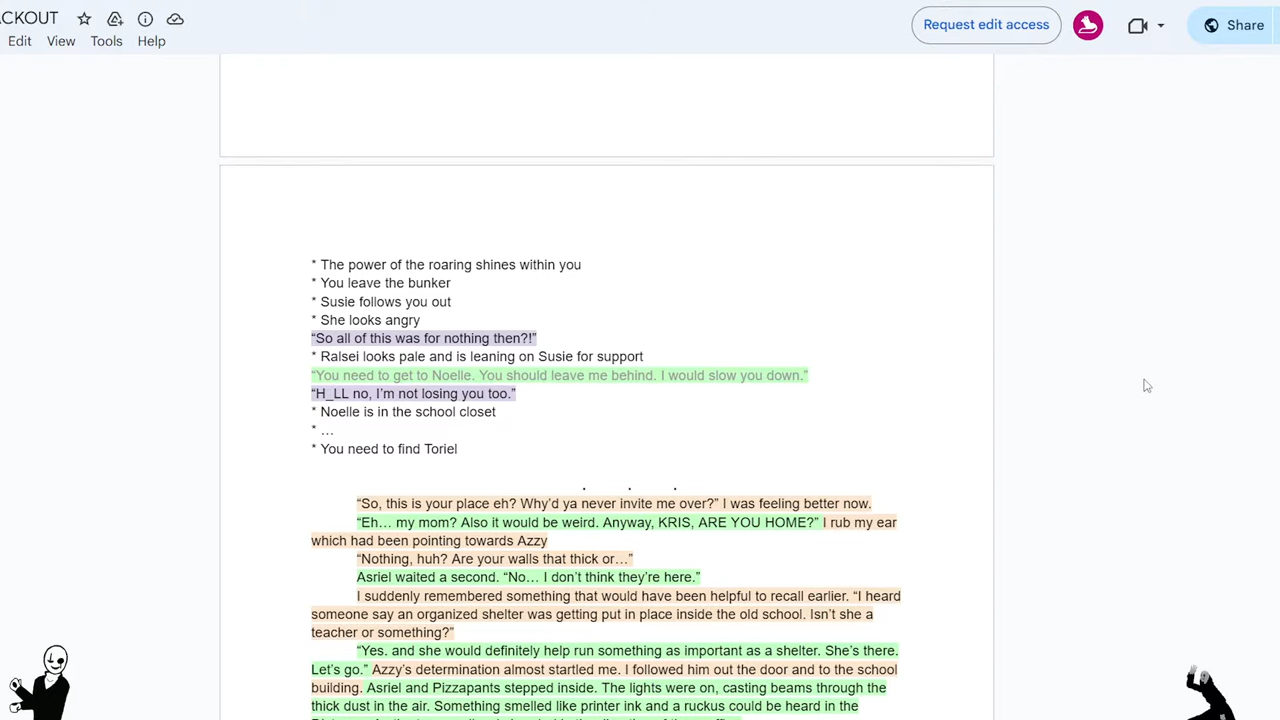 CKOUT
Request edit access
Share
Edit View Tools Help
* The power of the roaring shines within you
* You leave the bunker
* Susie follows you out
* She looks angry
“So all of this was for nothing then?!”
* Ralsei looks pale and is leaning on Susie for support
“You need to get to Noelle. You should leave me behind. I would slow you down.”
“H_LL no, I’m not losing you too.”
* Noelle is in the school closet
* …
* You need to find Toriel
. . .
“So, this is your place eh? Why’d ya never invite me over?” I was feeling better now.
“Eh… my mom? Also it would be weird. Anyway, KRIS, ARE YOU HOME?” I rub my ear
which had been pointing towards Azzy
“Nothing, huh? Are your walls that thick or…”
Asriel waited a second. “No… I don’t think they’re here.”
I suddenly remembered something that would have been helpful to recall earlier. “I heard
someone say an organized shelter was getting put in place inside the old school. Isn’t she a
teacher or something?”
“Yes. and she would definitely help run something as important as a shelter. She’s there.
Let’s go.” Azzy’s determination almost startled me. I followed him out the door and to the school
building. Asriel and Pizzapants stepped inside. The lights were on, casting beams through the
thick dust in the air. Something smelled like printer ink and a ruckus could be heard in the